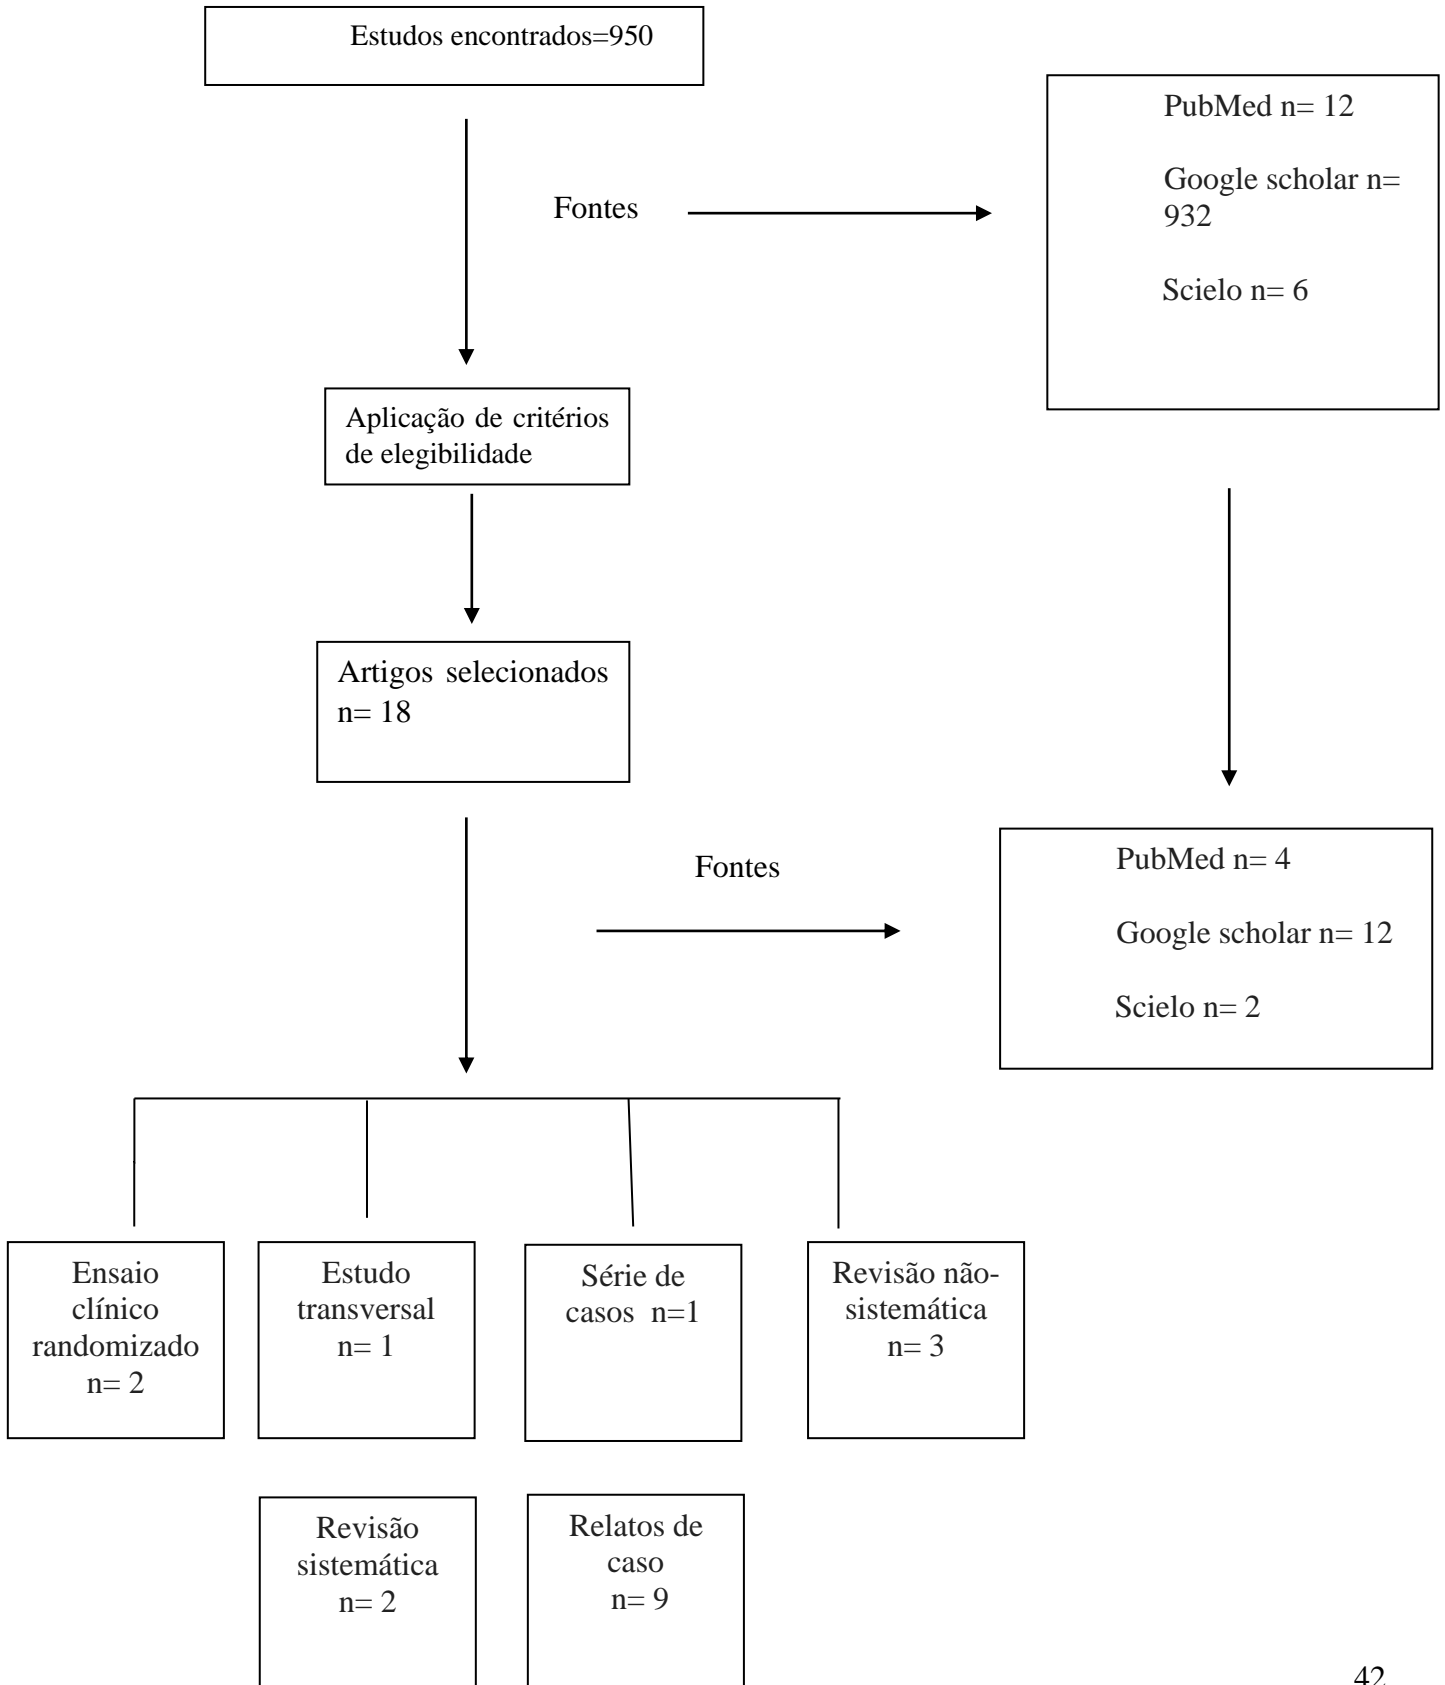 Estudos encontrados=950
PubMed n= 12
Google scholar n=
932
Scielo n= 6
Fontes
Aplicação de critérios
de elegibilidade
Artigos selecionados
n= 18
Fontes
PubMed n= 4
Google scholar n= 12
Scielo n= 2
Ensaio
clínico
randomizado
n= 2
Estudo
transversal
n= 1
Série de
casos n=1
Revisão não-
sistemática
n= 3
Revisão
sistemática
n= 2
Relatos de
caso
n= 9
42